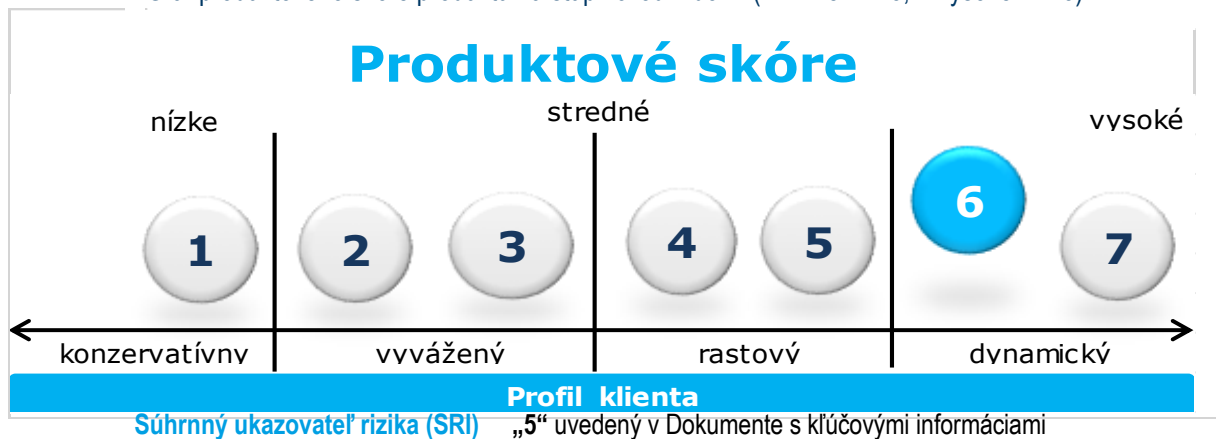 Produktové skóre
nízke stredné vysoké
1 2 3 4 5 6 7
konzervatívny vyvážený rastový dynamický
Profil klienta
Súhrnný ukazovateľ rizika (SRI) „5“ uvedený v Dokumente s kľúčovými informáciami